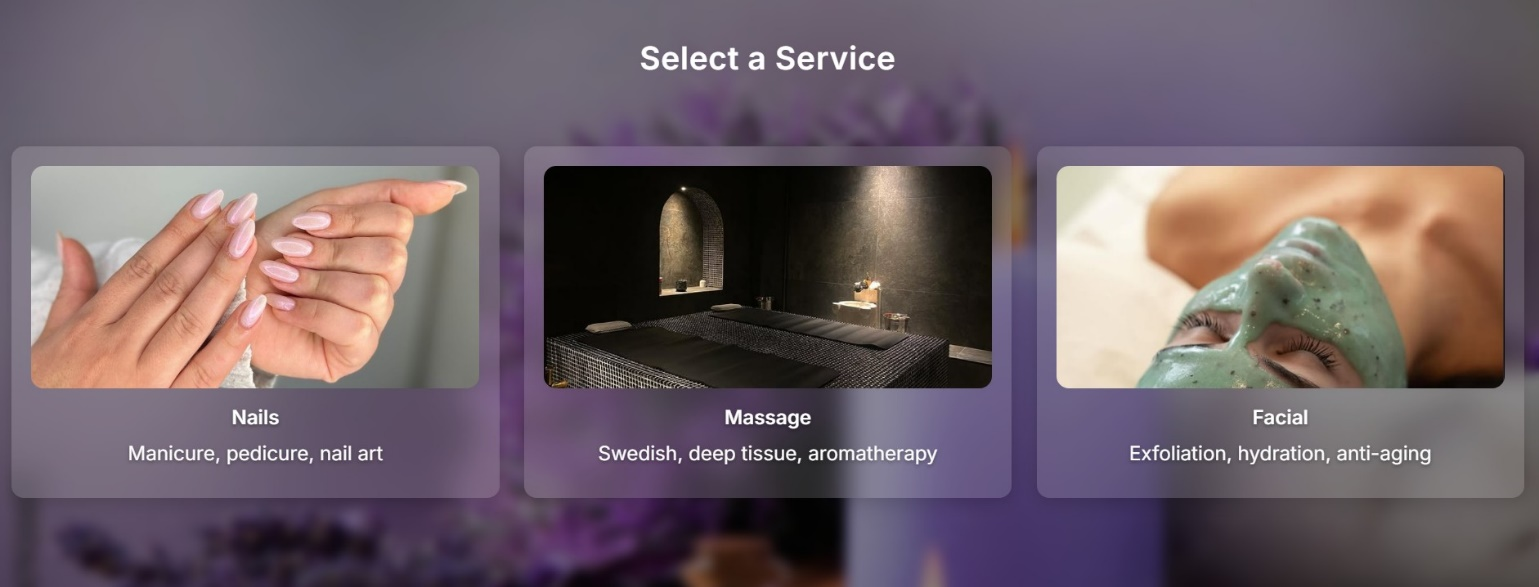 Select a Service
Nails
Manicure, pedicure, nail art
Massage
Swedish, deep tissue, aromatherapy
Facial
Exfoliation, hydration, anti-aging